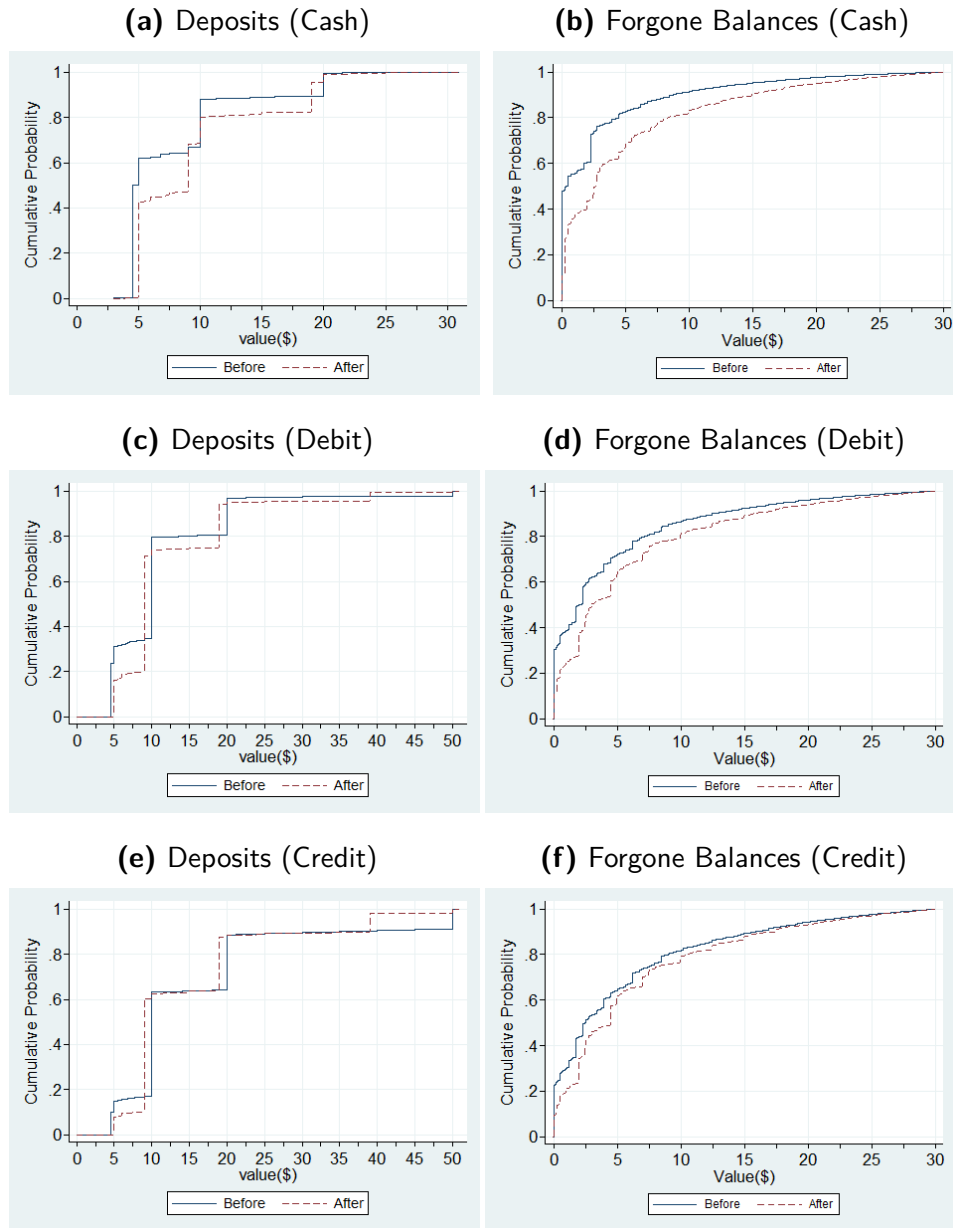 (a) Deposits (Cash)
Cumulative Probability
1
.8
.6
.4
.2
0
0 5 10 15 20 25 30
value($)
Before After
(b) Forgone Balances (Cash)
Cumulative Probability
1
.8
.6
.4
.2
0
0 5 10 15 20 25 30
Value($)
Before After
(c) Deposits (Debit)
Cumulative Probability
1
.8
.6
.4
.2
0
0 5 10 15 20 25 30 35 40 45 50
value($)
Before After
(d) Forgone Balances (Debit)
Cumulative Probability
1
.8
.6
.4
.2
0
0 5 10 15 20 25 30
Value($)
Before After
(e) Deposits (Credit)
Cumulative Probability
1
.8
.6
.4
.2
0
0 5 10 15 20 25 30 35 40 45 50
value($)
Before After
(f) Forgone Balances (Credit)
Cumulative Probability
1
.8
.6
.4
.2
0
0 5 10 15 20 25 30
Value($)
Before After